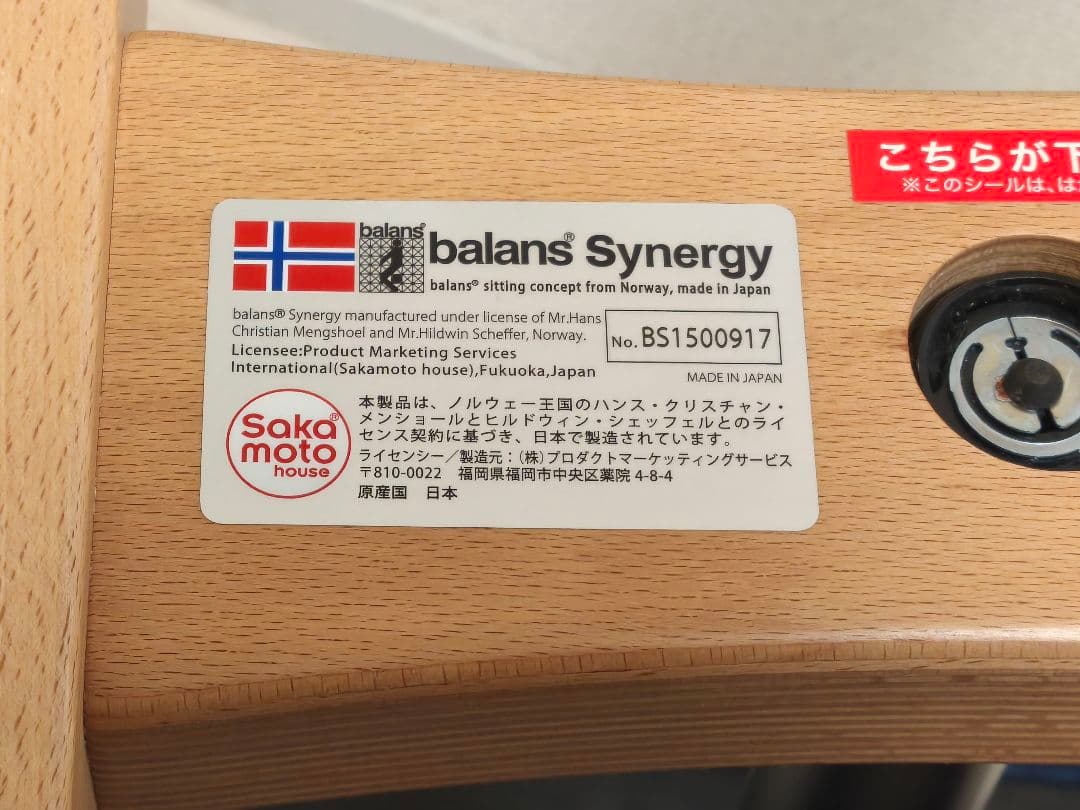 こちらが下
※このシールは、は
balans®
balans® Synergy
balans® sitting concept from Norway, made in Japan
balans® Synergy manufactured under license of Mr.Hans
Christian Mengshoel and Mr.Hildwin Scheffer, Norway.
Licensee:Product Marketing Services
International(Sakamoto house),Fukuoka,Japan
No. BS1500917
MADE IN JAPAN
Saka®
moto
house
本製品は、ノルウェー王国のハンス・クリスチャン・
メンショールとヒルドウィン・シェッフェルとのライ
センス契約に基づき、日本で製造されています。
ライセンシー／製造元：（株）プロダクトマーケッティングサービス
〒810-0022　福岡県福岡市中央区薬院 4-8-4
原産国　日本